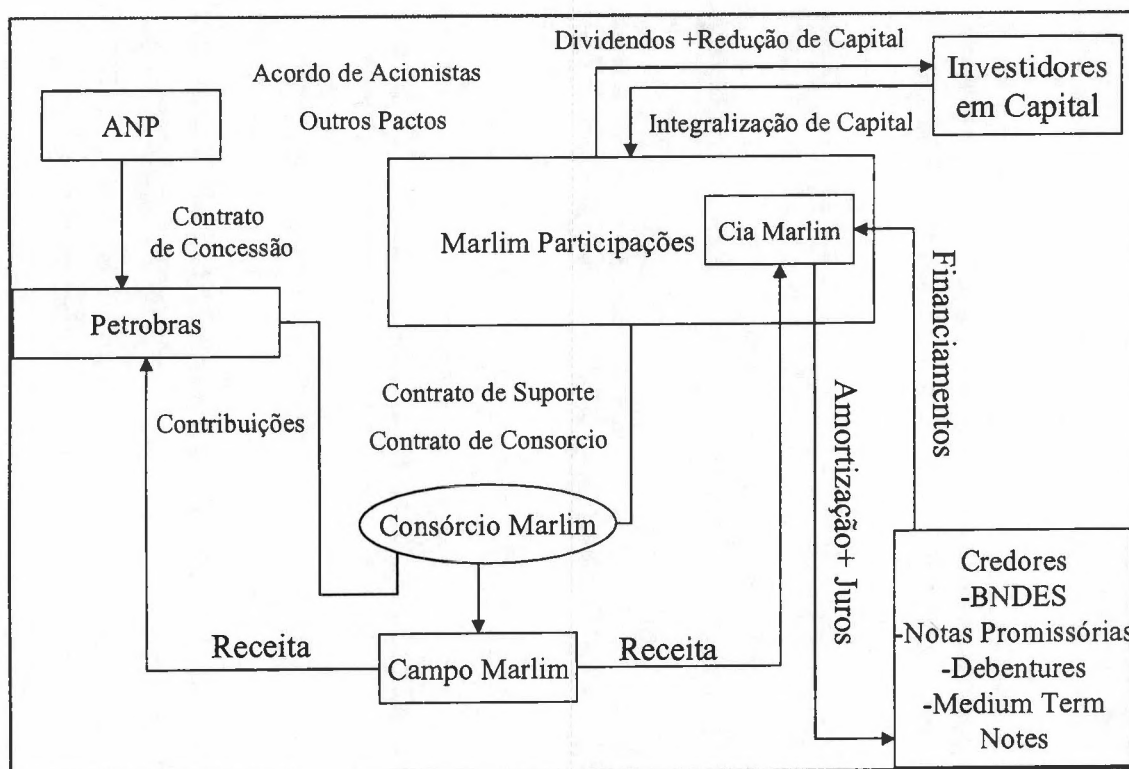 Dividendos +Redução de Capital
Investidores
em Capital
Acordo de Acionistas
Outros Pactos
ANP
Integralização de Capital
Contrato
de Concessão
Marlim Participações
Cia Marlim
Financiamentos
Petrobras
Contribuições
Contrato de Suporte
Contrato de Consorcio
Amortização+ Juros
Consórcio Marlim
Credores
-BNDES
-Notas Promissórias
-Debentures
-Medium Term
Notes
Receita
Campo Marlim
Receita